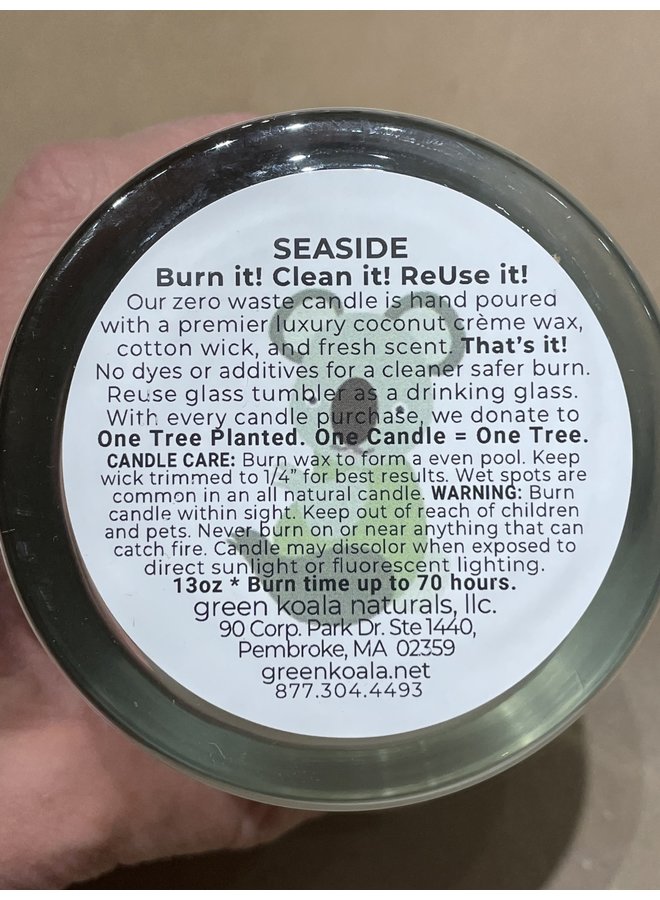 SEASIDE
Burn it! Clean it! ReUse it!
Our zero waste candle is hand poured
with a premier luxury coconut crème wax,
cotton wick, and fresh scent. That's it!
No dyes or additives for a cleaner safer burn.
Reuse glass tumbler as a drinking glass.
With every candle purchase, we donate to
One Tree Planted. One Candle = One Tree.
CANDLE CARE: Burn wax to form a even pool. Keep
wick trimmed to 1/4" for best results. Wet spots are
common in an all natural candle. WARNING: Burn
candle within sight. Keep out of reach of children
and pets. Never burn on or near anything that can
catch fire. Candle may discolor when exposed to
direct sunlight or fluorescent lighting.
13oz * Burn time up to 70 hours.
green koala naturals, llc.
90 Corp. Park Dr. Ste 1440,
Pembroke, MA 02359
greenkoala.net
877.304.4493